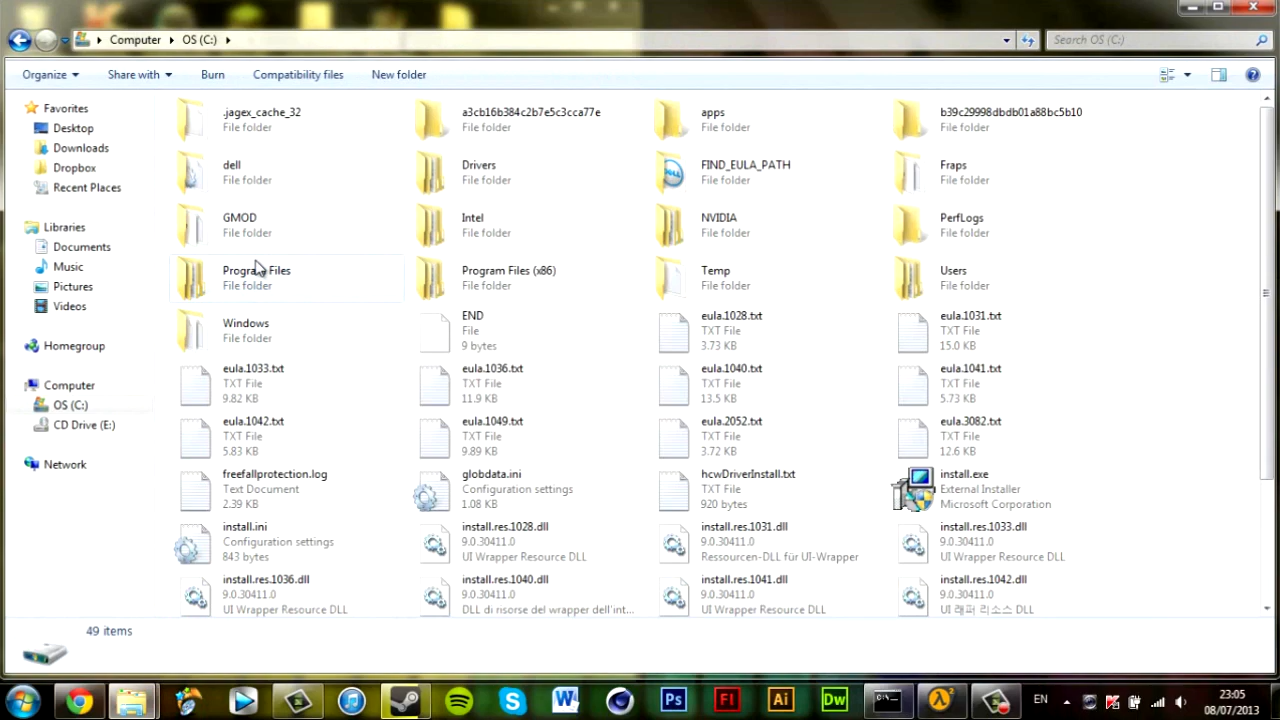 Computer OS (C:) Search OS (C:)
Organize Share with Burn Compatibility files New folder
Favorites
Desktop
Downloads
Dropbox
Recent Places
Libraries
Documents
Music
Pictures
Videos
Homegroup
Computer
OS (C:)
CD Drive (E:)
Network
.jagex_cache_32
File folder
a3cb16b384c2b7e5c3cca77e
File folder
apps
File folder
b39c29998dbdb01a88bc5b10
File folder
dell
File folder
Drivers
File folder
FIND_EULA_PATH
File folder
Fraps
File folder
GMOD
File folder
Intel
File folder
NVIDIA
File folder
PerfLogs
File folder
Program Files
File folder
Program Files (x86)
File folder
Temp
File folder
Users
File folder
Windows
File folder
END
File
9 bytes
eula.1028.txt
TXT File
3.73 KB
eula.1031.txt
TXT File
15.0 KB
eula.1033.txt
TXT File
9.82 KB
eula.1036.txt
TXT File
11.9 KB
eula.1040.txt
TXT File
13.5 KB
eula.1041.txt
TXT File
5.73 KB
eula.1042.txt
TXT File
5.83 KB
eula.1049.txt
TXT File
9.89 KB
eula.2052.txt
TXT File
3.72 KB
eula.3082.txt
TXT File
12.6 KB
freefallprotection.log
Text Document
2.39 KB
globdata.ini
Configuration settings
1.08 KB
hcwDriverInstall.txt
TXT File
920 bytes
install.exe
External Installer
Microsoft Corporation
install.ini
Configuration settings
843 bytes
install.res.1028.dll
9.0.30411.0
UI Wrapper Resource DLL
install.res.1031.dll
9.0.30411.0
Ressourcen-DLL für UI-Wrapper
install.res.1033.dll
9.0.30411.0
UI Wrapper Resource DLL
install.res.1036.dll
9.0.30411.0
UI Wrapper Resource DLL
install.res.1040.dll
9.0.30411.0
DLL di risorse del wrapper dell'int...
install.res.1041.dll
9.0.30411.0
UI Wrapper Resource DLL
install.res.1042.dll
9.0.30411.0
UI 래퍼 리소스 DLL
49 items
W Ps Fl Ai Dw EN 23:05
08/07/2013